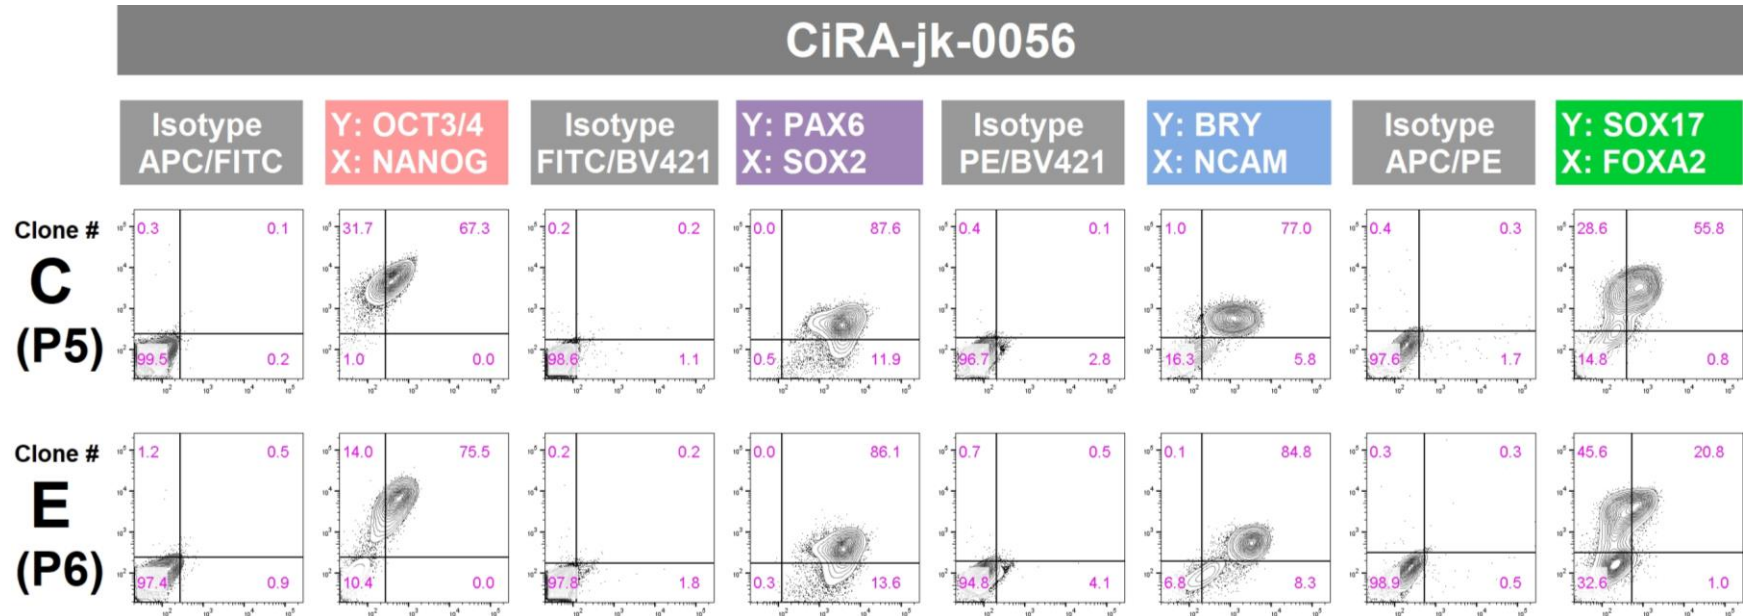 CiRA-jk-0056
Isotype
APC/FITC
Y: OCT3/4
X: NANOG
Isotype
FITC/BV421
Y: PAX6
X: SOX2
Isotype
PE/BV421
Y: BRY
X: NCAM
Isotype
APC/PE
Y: SOX17
X: FOXA2
Clone #
C
(P5)
0.3 0.1
99.5 0.2
31.7 67.3
1.0 0.0
0.2 0.2
98.6 1.1
0.0 87.6
0.5 11.9
0.4 0.1
96.7 2.8
1.0 77.0
16.3 5.8
0.4 0.3
97.6 1.7
28.6 55.8
14.8 0.8
Clone #
E
(P6)
1.2 0.5
97.4 0.9
14.0 75.5
10.4 0.0
0.2 0.2
97.8 1.8
0.0 86.1
0.3 13.6
0.7 0.5
94.8 4.1
0.1 84.8
6.8 8.3
0.3 0.3
98.9 0.5
45.6 20.8
32.6 1.0